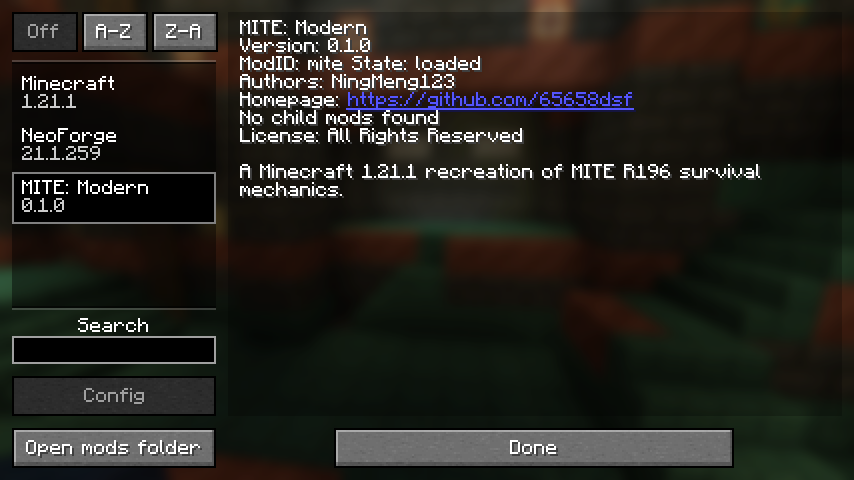 Off
A-Z
Z-A
Minecraft
1.21.1
NeoForge
21.1.259
MITE: Modern
0.1.0
Search
Config
Open mods folder
MITE: Modern
Version: 0.1.0
ModID: mite State: loaded
Authors: NingMeng123
Homepage: https://github.com/65658dsf
No child mods found
License: All Rights Reserved
A Minecraft 1.21.1 recreation of MITE R196 survival
mechanics.
Done